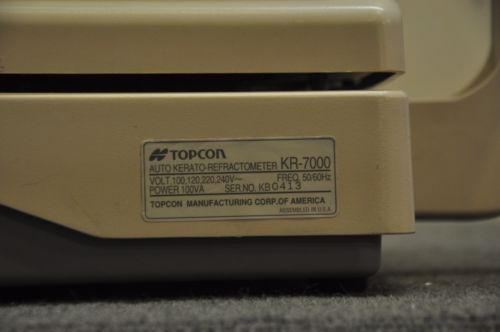 TOPCON
AUTO KERATO-REFRACTOMETER KR-7000
VOLT.100,120,220,240V~ FREQ. 50/60Hz
POWER 100VA SER.NO. KB0413
TOPCON MANUFACTURING CORP.OF AMERICA
ASSEMBLED IN U.S.A.